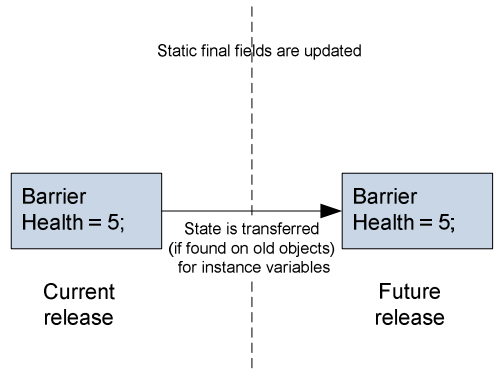 Static final fields are updated
Barrier
Health = 5;
State is transferred
(if found on old objects)
for instance variables
Barrier
Health = 5;
Current
release
Future
release